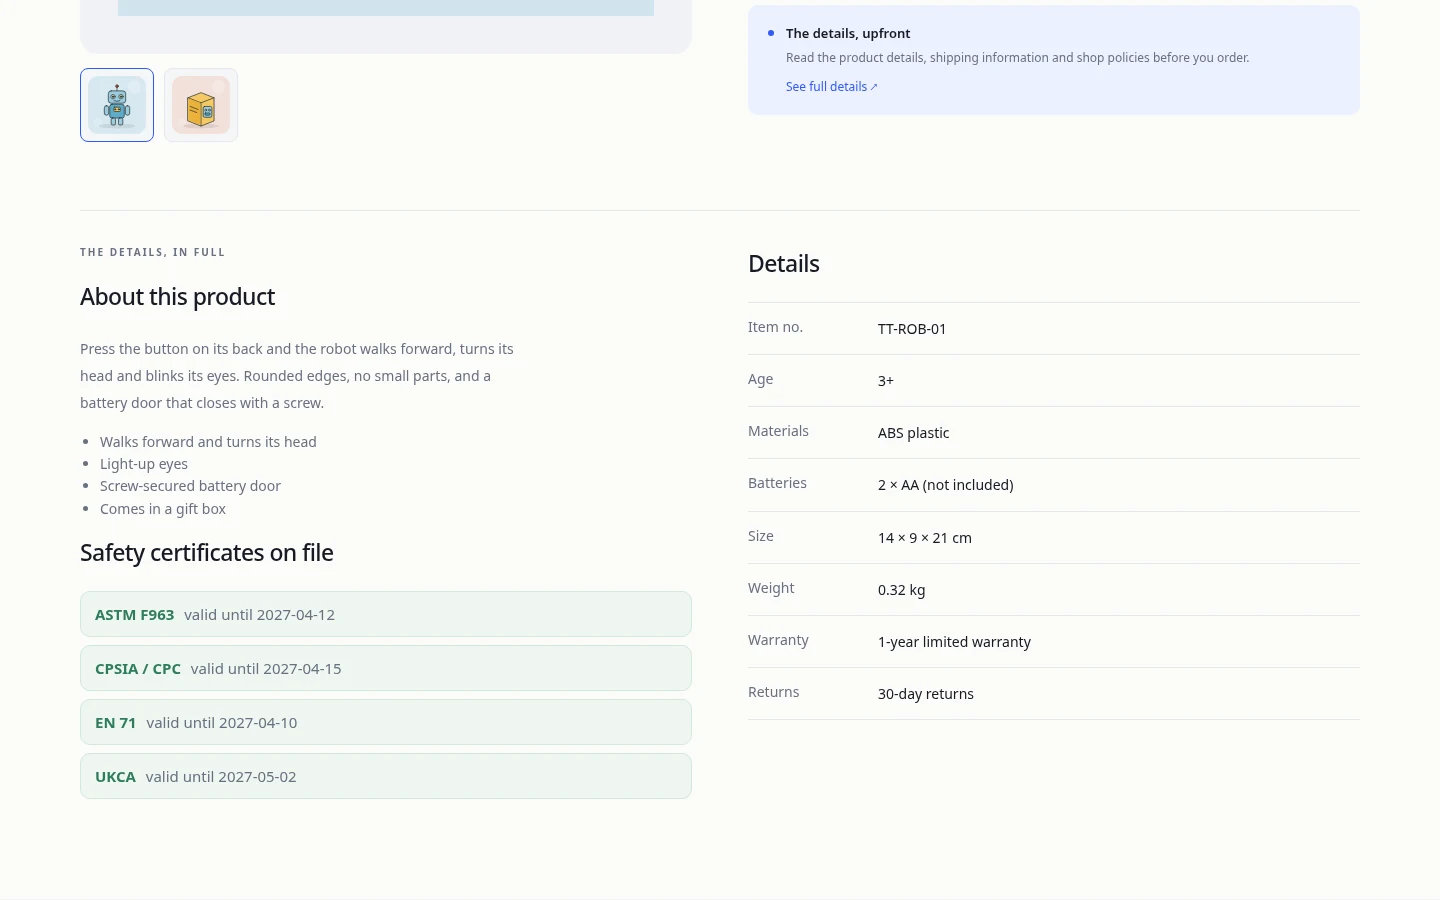 The details, upfront
Read the product details, shipping information and shop policies before you order.
See full details ↗
THE DETAILS, IN FULL
About this product
Press the button on its back and the robot walks forward, turns its
head and blinks its eyes. Rounded edges, no small parts, and a
battery door that closes with a screw.
• Walks forward and turns its head
• Light-up eyes
• Screw-secured battery door
• Comes in a gift box
Safety certificates on file
ASTM F963 valid until 2027-04-12
CPSIA / CPC valid until 2027-04-15
EN 71 valid until 2027-04-10
UKCA valid until 2027-05-02
Details
Item no. TT-ROB-01
Age 3+
Materials ABS plastic
Batteries 2 × AA (not included)
Size 14 × 9 × 21 cm
Weight 0.32 kg
Warranty 1-year limited warranty
Returns 30-day returns